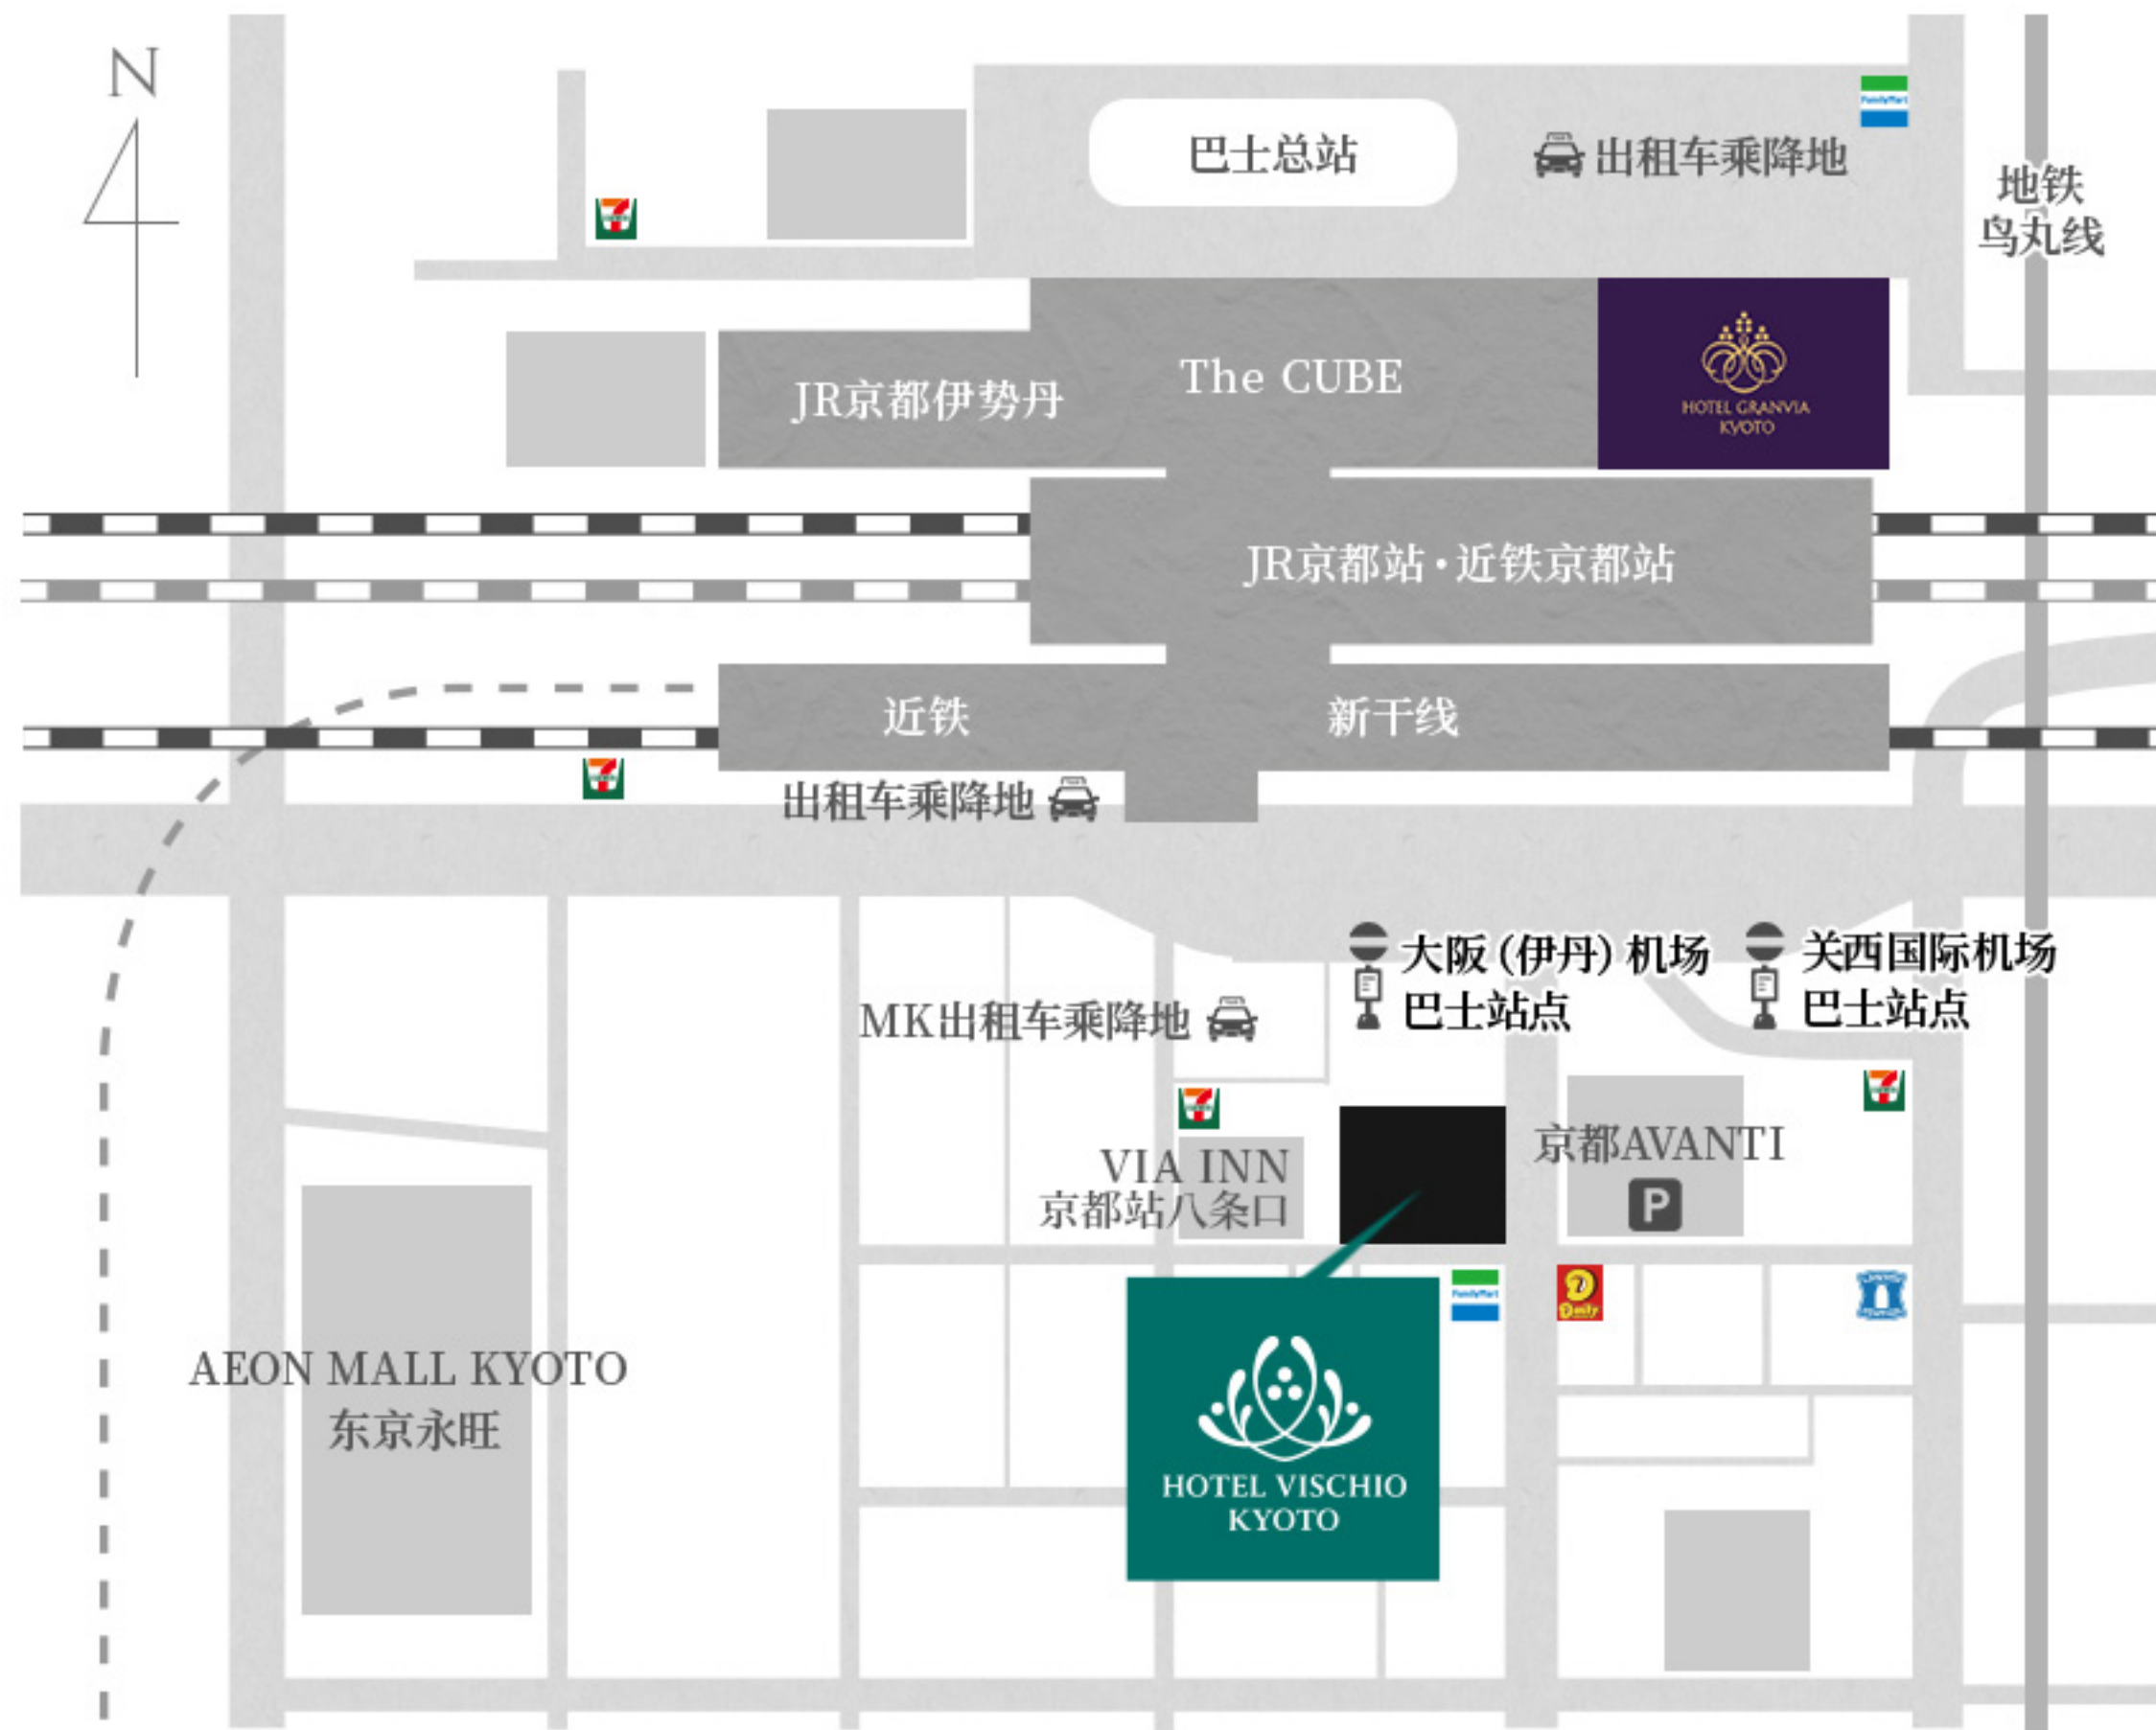 N
巴士总站
出租车乘降地
FamilyMart
地铁
鸟丸线
The CUBE
JR京都伊势丹
HOTEL GRANVIA
KYOTO
JR京都站·近铁京都站
近铁
新干线
出租车乘降地
大阪(伊丹)机场
巴士站点
关西国际机场
巴士站点
MK出租车乘降地
VIA INN
京都站八条口
京都AVANTI
P
FamilyMart
Daily
AEON MALL KYOTO
东京永旺
HOTEL VISCHIO
KYOTO